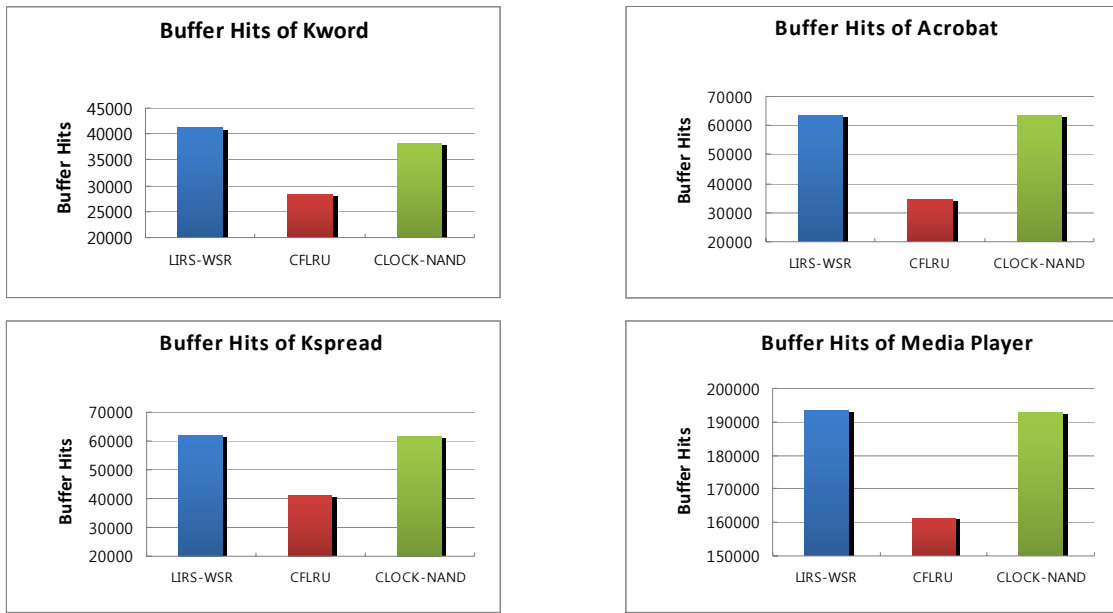 Buffer Hits of Kword
Buffer Hits
45000
40000
35000
30000
25000
20000
LIRS-WSR CFLRU CLOCK-NAND
Buffer Hits of Acrobat
Buffer Hits
70000
60000
50000
40000
30000
20000
LIRS-WSR CFLRU CLOCK-NAND
Buffer Hits of Kspread
Buffer Hits
70000
60000
50000
40000
30000
20000
LIRS-WSR CFLRU CLOCK-NAND
Buffer Hits of Media Player
Buffer Hits
200000
190000
180000
170000
160000
150000
LIRS-WSR CFLRU CLOCK-NAND